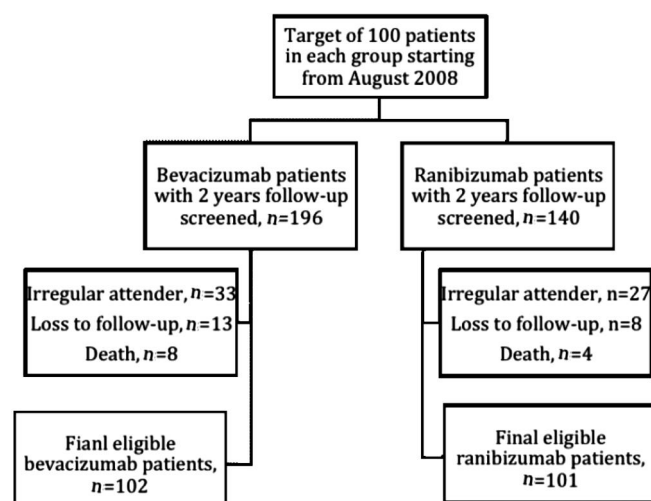 Target of 100 patients
in each group starting
from August 2008
Bevacizumab patients
with 2 years follow-up
screened, n=196
Ranibizumab patients
with 2 years follow-up
screened, n=140
Irregular attender, n=33
Loss to follow-up, n=13
Death, n=8
Irregular attender, n=27
Loss to follow-up, n=8
Death, n=4
Fianl eligible
bevacizumab patients,
n=102
Final eligible
ranibizumab patients,
n=101